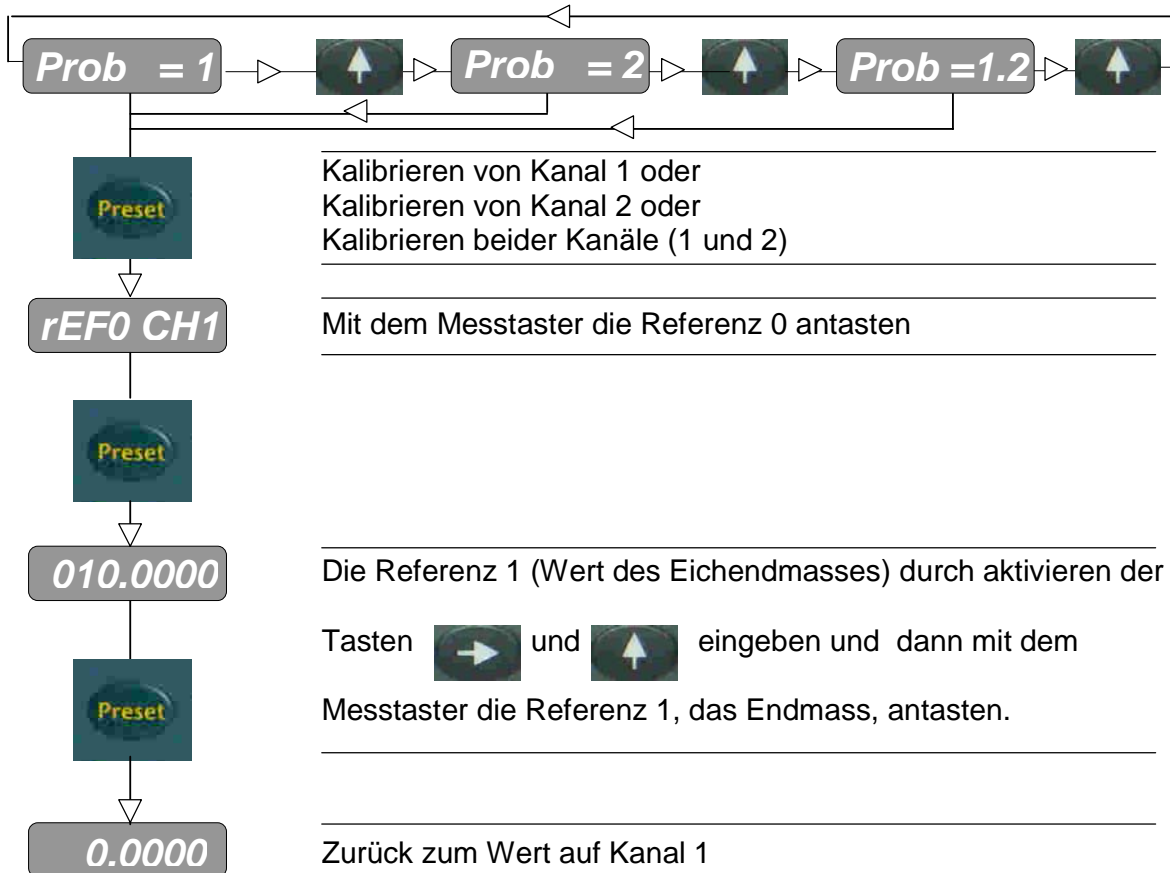 Prob = 1
Prob = 2
Prob =1.2
Preset
Kalibrieren von Kanal 1 oder
Kalibrieren von Kanal 2 oder
Kalibrieren beider Kanäle (1 und 2)
rEF0 CH1
Mit dem Messtaster die Referenz 0 antasten
Preset
010.0000
Die Referenz 1 (Wert des Eichendmasses) durch aktivieren der
Tasten und eingeben und dann mit dem
Preset
Messtaster die Referenz 1, das Endmass, antasten.
0.0000
Zurück zum Wert auf Kanal 1